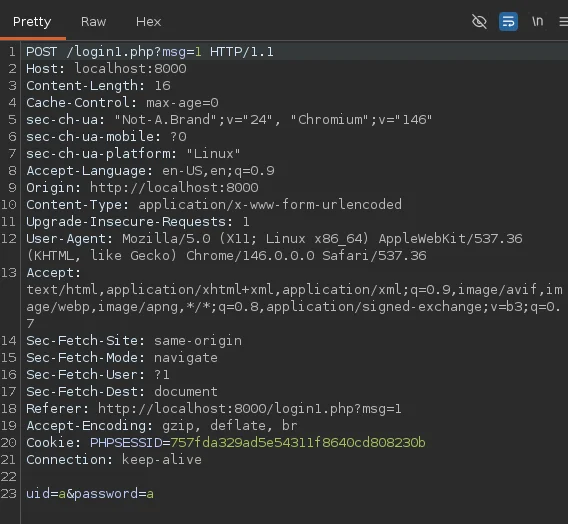 Pretty Raw Hex \n
1 POST /login1.php?msg=1 HTTP/1.1
2 Host: localhost:8000
3 Content-Length: 16
4 Cache-Control: max-age=0
5 sec-ch-ua: "Not-A.Brand";v="24", "Chromium";v="146"
6 sec-ch-ua-mobile: ?0
7 sec-ch-ua-platform: "Linux"
8 Accept-Language: en-US,en;q=0.9
9 Origin: http://localhost:8000
10 Content-Type: application/x-www-form-urlencoded
11 Upgrade-Insecure-Requests: 1
12 User-Agent: Mozilla/5.0 (X11; Linux x86_64) AppleWebKit/537.36
(KHTML, like Gecko) Chrome/146.0.0.0 Safari/537.36
13 Accept:
text/html,application/xhtml+xml,application/xml;q=0.9,image/avif,im
age/webp,image/apng,*/*;q=0.8,application/signed-exchange;v=b3;q=0.
7
14 Sec-Fetch-Site: same-origin
15 Sec-Fetch-Mode: navigate
16 Sec-Fetch-User: ?1
17 Sec-Fetch-Dest: document
18 Referer: http://localhost:8000/login1.php?msg=1
19 Accept-Encoding: gzip, deflate, br
20 Cookie: PHPSESSID=757fda329ad5e54311f8640cd808230b
21 Connection: keep-alive
22
23 uid=a&password=a